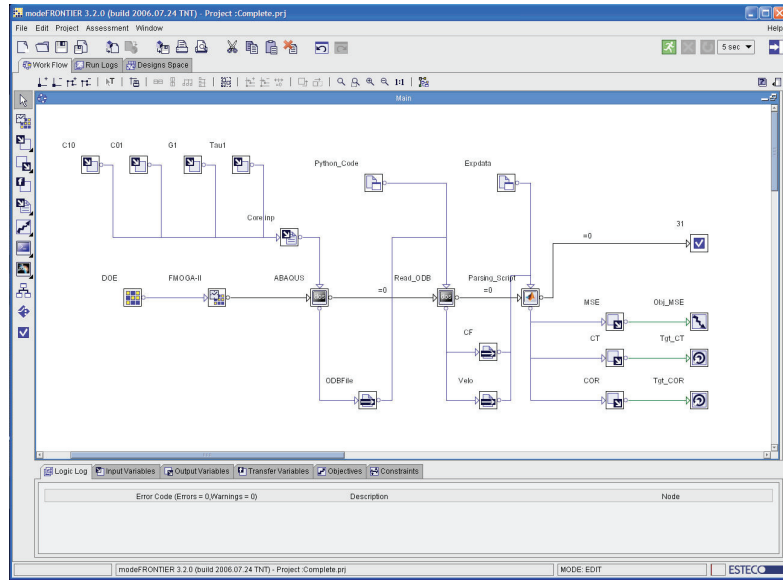 modeFRONTIER 3.2.0 (build 2006.07.24 TNT) - Project :Complete.prj
File Edit Project Assessment Window Help
5 sec
Work Flow Run Logs Designs Space
1:1
Main
C10 C01 G1 Tau1
Python_Code Expdata
Core.inp
31
=0
DOE FMOGA-II ABAQUS Read_ODB Parsing_Script
=0 =0
MSE Obj_MSE
CF CT Tgt_CT
ODBFile Velo COR Tgt_COR
Logic Log Input Variables Output Variables Transfer Variables Objectives Constraints
Error Code (Errors = 0,Warnings = 0) Description Node
modeFRONTIER 3.2.0 (build 2006.07.24 TNT) - Project :Complete.prj MODE: EDIT ESTECO